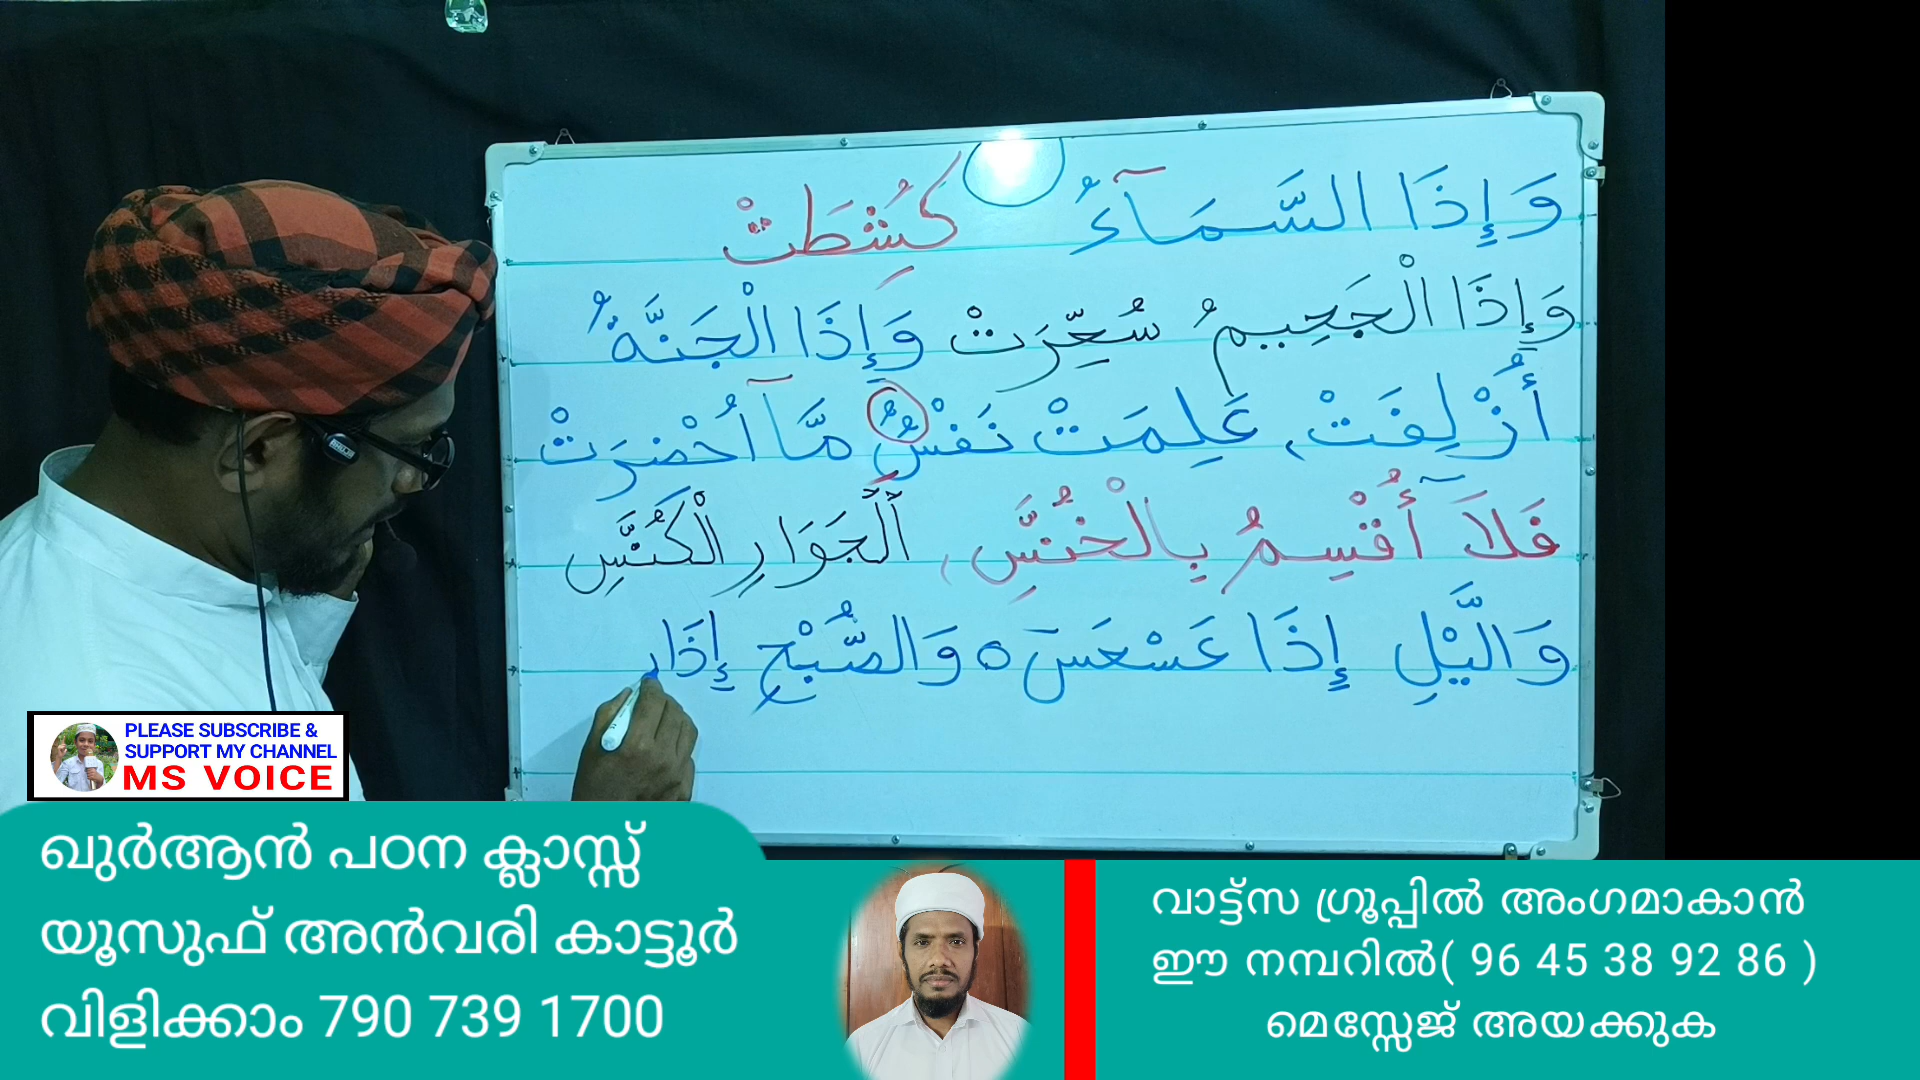 وَإِذَا السَّمَآءُ كُشِطَتْ
وَإِذَا الْجَحِيمُ سُعِّرَتْ وَإِذَا الْجَنَّةُ
أُزْلِفَتْ، عَلِمَتْ نَفْسٌ مَّآ أَحْضَرَتْ
فَلَآ أُقْسِمُ بِالْخُنَّسِ، اَلْجَوَارِ الْكُنَّسِ
وَالَّيْلِ إِذَا عَسْعَسَ ٥ وَالصُّبْحِ إِذَا
PLEASE SUBSCRIBE &
SUPPORT MY CHANNEL
MS VOICE
ഖുർആൻ പഠന ക്ലാസ്സ്
യൂസുഫ് അൻവരി കാട്ടൂർ
വിളിക്കാം 790 739 1700
വാട്ട്സ ഗ്രൂപ്പിൽ അംഗമാകാൻ
ഈ നമ്പറിൽ( 96 45 38 92 86 )
മെസ്സേജ് അയക്കുക